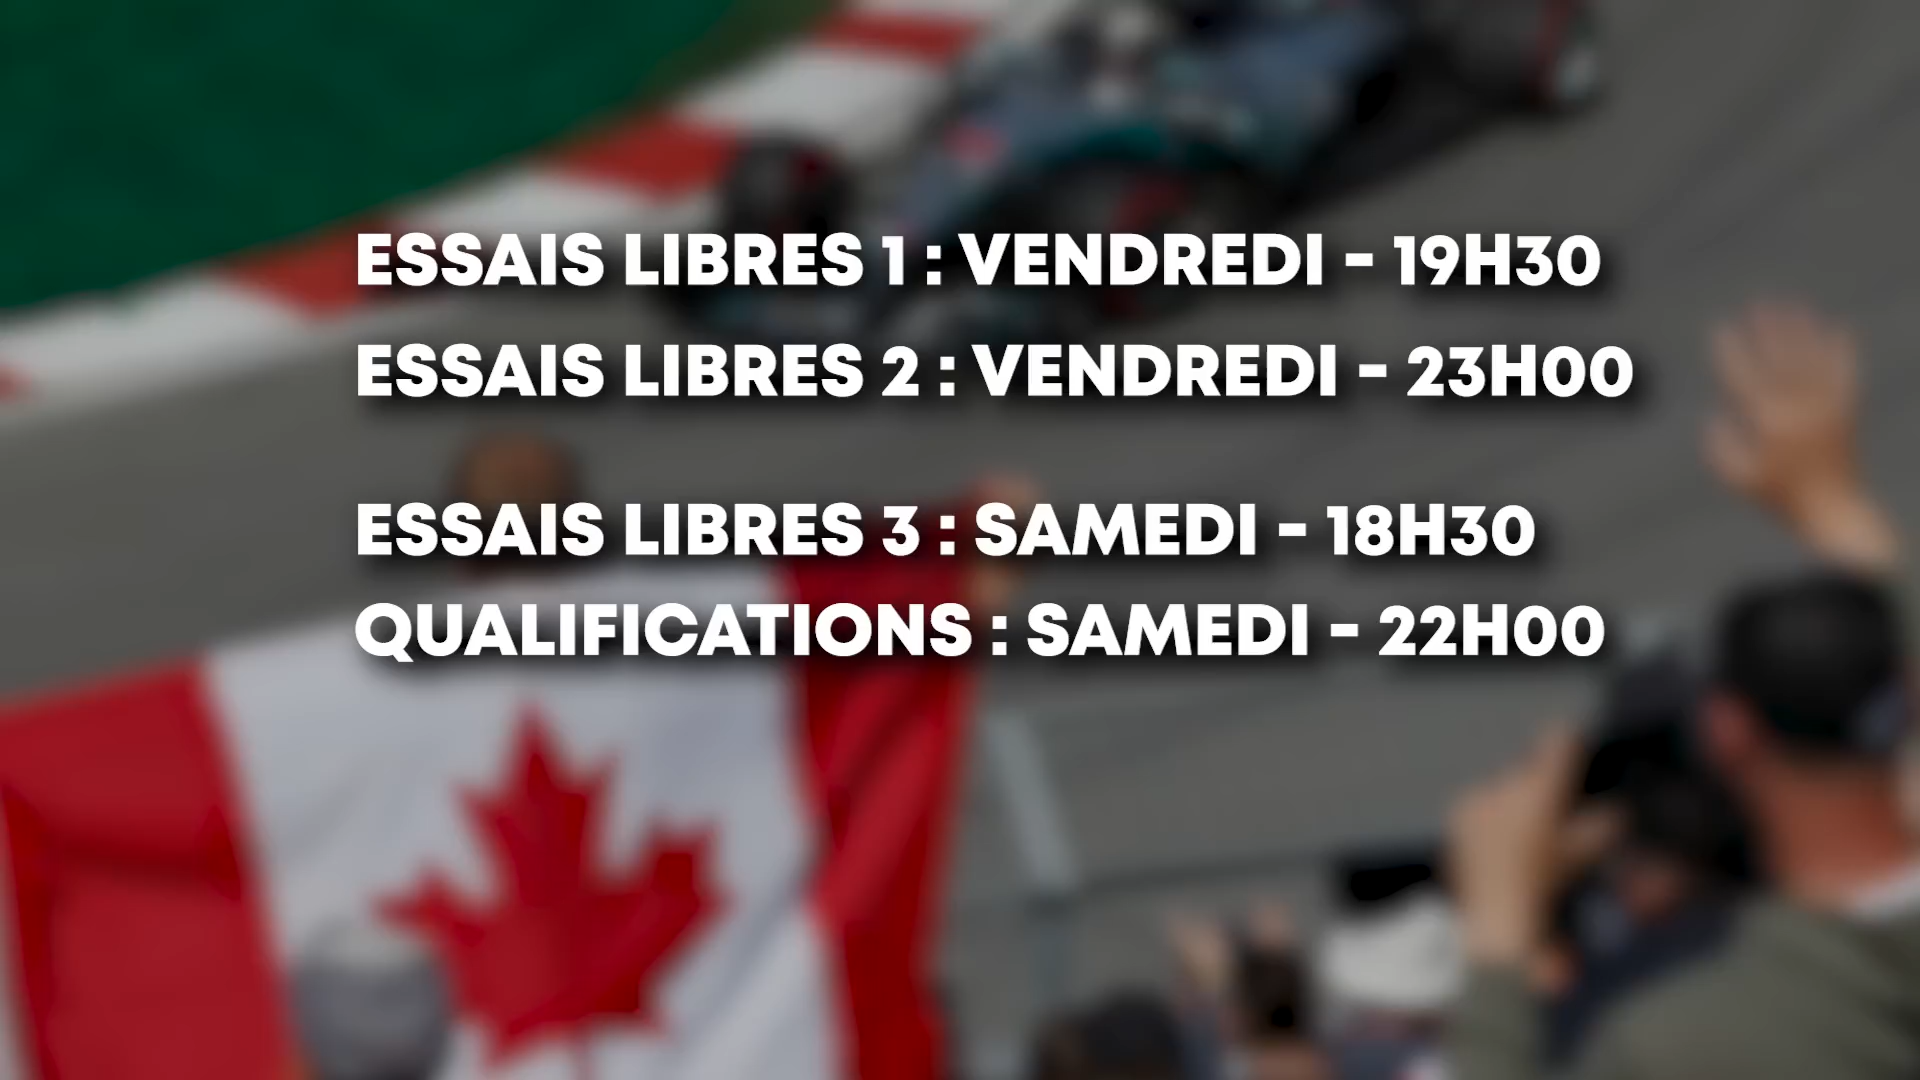 ESSAIS LIBRES 1 : VENDREDI - 19H30
ESSAIS LIBRES 2 : VENDREDI - 23H00
ESSAIS LIBRES 3 : SAMEDI - 18H30
QUALIFICATIONS : SAMEDI - 22H00